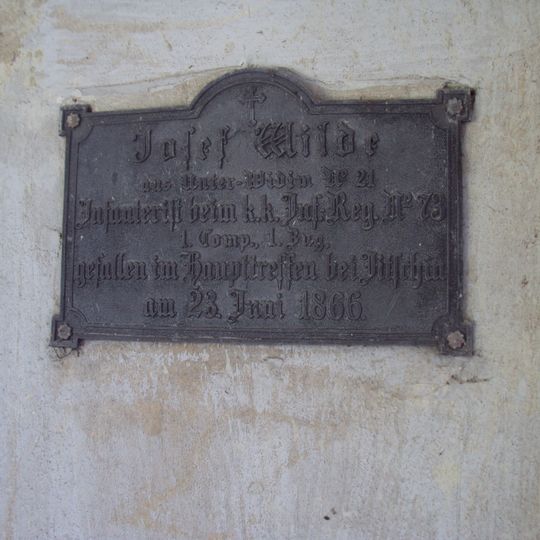 Josef Wilde
aus Unter-Widim Nº 21
Infanterist beim k.k. Inf. Reg. Nº 73
1. Comp., 1. Zug,
gefallen im Haupttreffen bei Jitschin
am 23. Juni 1866.